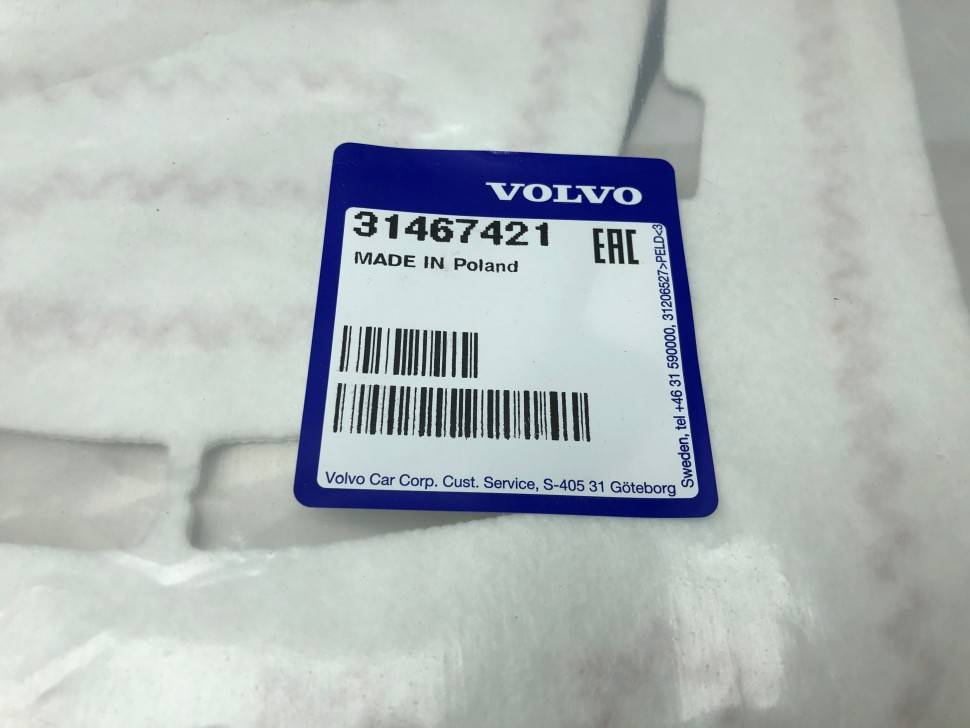 VOLVO
31467421
EAC
MADE IN Poland
Volvo Car Corp. Cust. Service, S-405 31 Göteborg
Sweden, tel +46 31 590000, 31206527>PELD<3